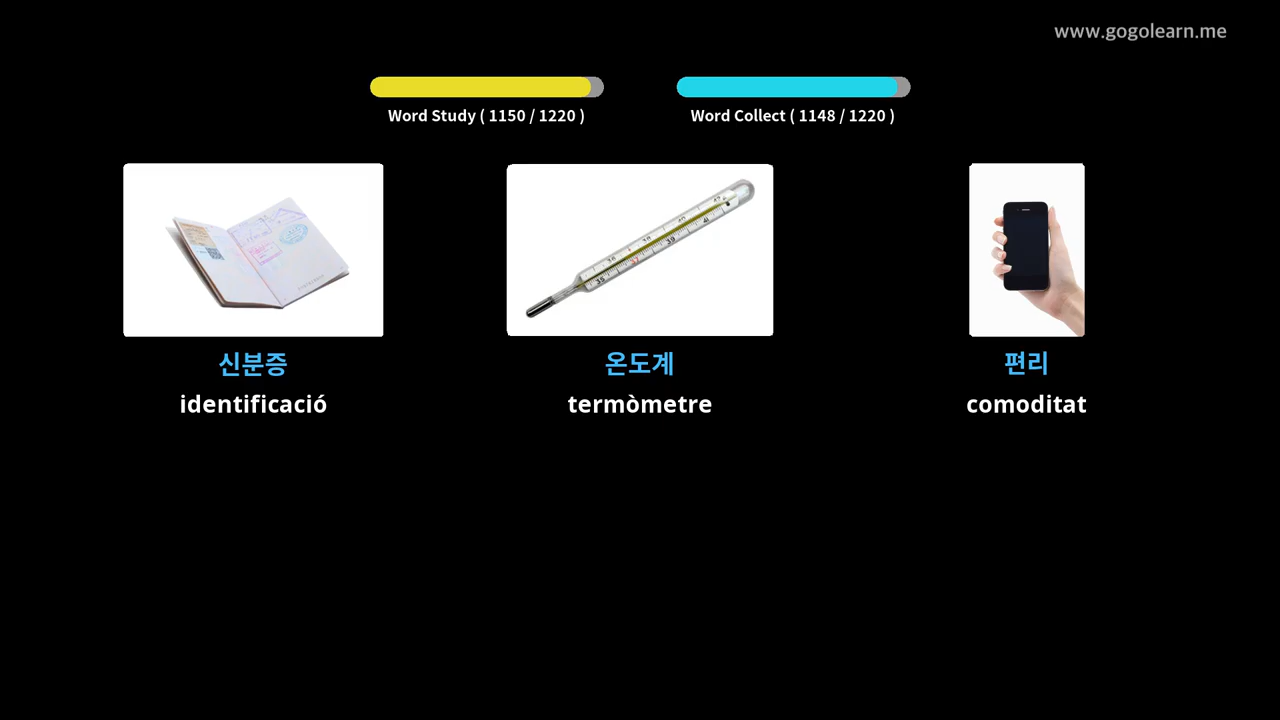 www.gogolearn.me
Word Study ( 1150 / 1220 )
Word Collect ( 1148 / 1220 )
신분증
온도계
편리
identificació
termòmetre
comoditat